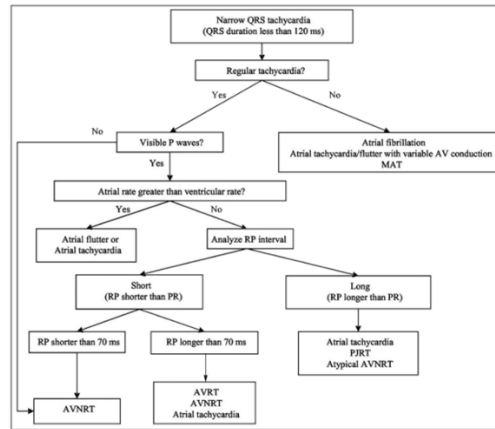 Narrow QRS tachycardia
(QRS duration less than 120 ms)
Regular tachycardia?
Yes
No
No
Visible P waves?
Atrial fibrillation
Atrial tachycardia/flutter with variable AV conduction
MAT
Yes
Atrial rate greater than ventricular rate?
Yes
No
Atrial flutter or
Atrial tachycardia
Analyze RP interval
Short
(RP shorter than PR)
Long
(RP longer than PR)
RP shorter than 70 ms
RP longer than 70 ms
Atrial tachycardia
PJRT
Atypical AVNRT
AVNRT
AVRT
AVNRT
Atrial tachycardia